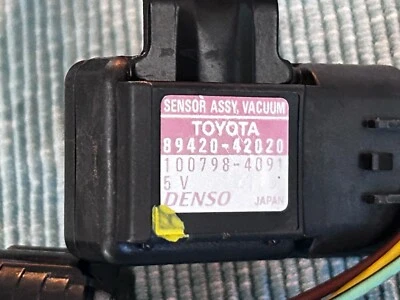 SENSOR ASSY, VACUUM
TOYOTA
89420-42020
100798-4091
5 V
DENSO JAPAN